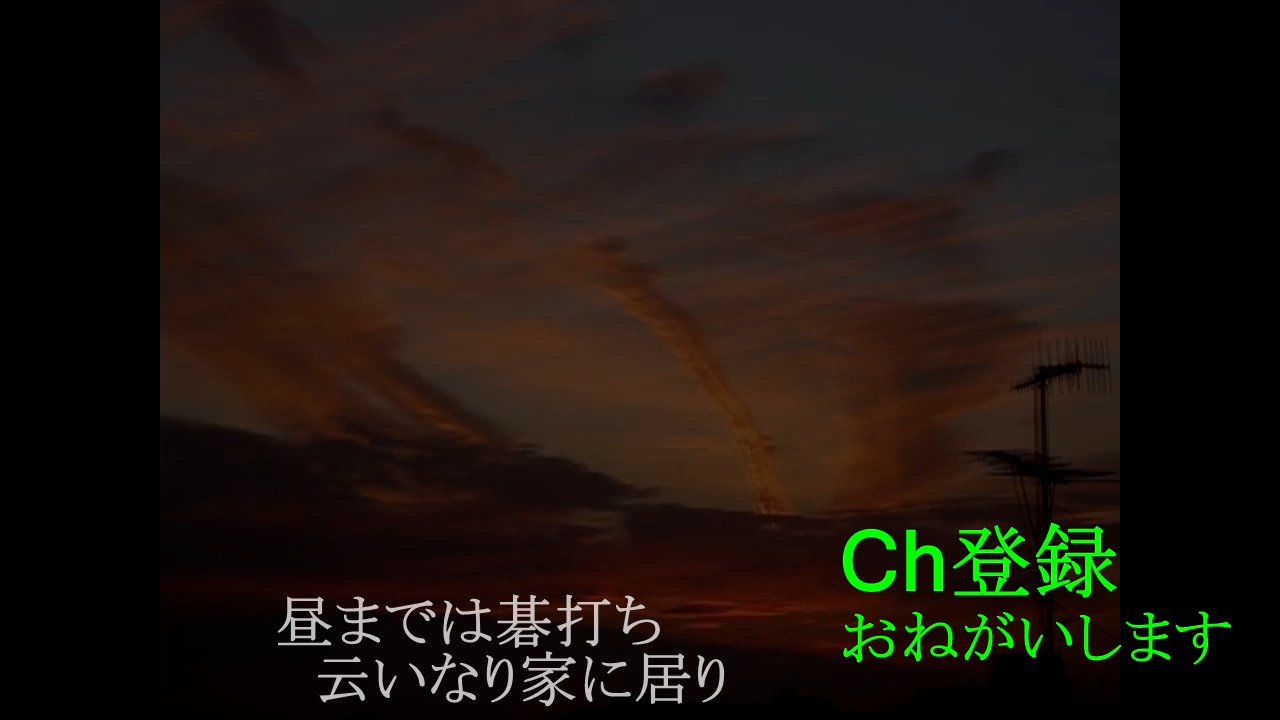 Ch登録
おねがいします
昼までは碁打ち
云いなり家に居り